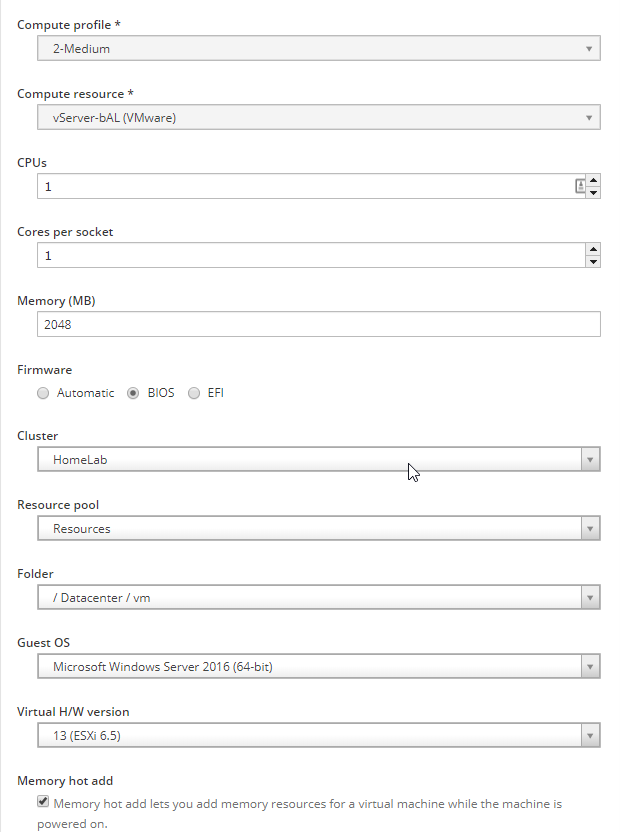 Compute profile *
2-Medium
Compute resource *
vServer-bAL (VMware)
CPUs
1
Cores per socket
1
Memory (MB)
2048
Firmware
Automatic BIOS EFI
Cluster
HomeLab
Resource pool
Resources
Folder
/ Datacenter / vm
Guest OS
Microsoft Windows Server 2016 (64-bit)
Virtual H/W version
13 (ESXi 6.5)
Memory hot add
Memory hot add lets you add memory resources for a virtual machine while the machine is
powered on.